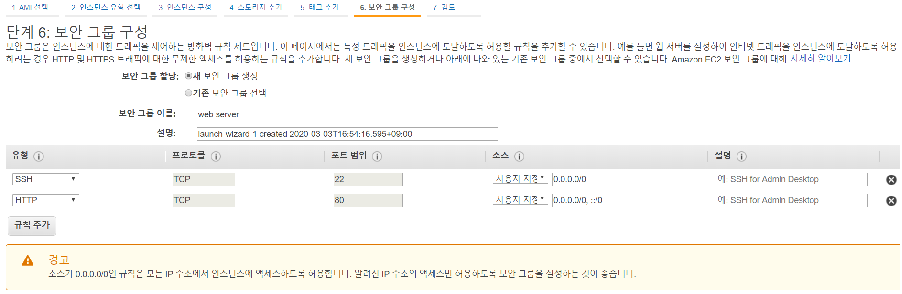 1. AMI 선택 2. 인스턴스 유형 선택 3. 인스턴스 구성 4. 스토리지 추가 5. 태그 추가 6. 보안 그룹 구성 7. 검토
단계 6: 보안 그룹 구성
보안 그룹은 인스턴스에 대한 트래픽을 제어하는 방화벽 규칙 세트입니다. 이 페이지에서는 특정 트래픽을 인스턴스에 도달하도록 허용할 규칙을 추가할 수 있습니다. 예를 들면 웹 서버를 설정하여 인터넷 트래픽을 인스턴스에 도달하도록 허용
하려는 경우 HTTP 및 HTTPS 트래픽에 대한 무제한 액세스를 허용하는 규칙을 추가합니다. 새 보안 그룹을 생성하거나 아래에 나와 있는 기존 보안 그룹 중에서 선택할 수 있습니다. Amazon EC2 보안 그룹에 대해 자세히 알아보기
보안 그룹 할당: 새 보안 그룹 생성
기존 보안 그룹 선택
보안 그룹 이름: web server
설명: launch-wizard-1 created 2020-03-03T16:54:16.595+09:00
유형 프로토콜 포트 범위 소스 설명
SSH TCP 22 사용자 지정 0.0.0.0/0 예: SSH for Admin Desktop
HTTP TCP 80 사용자 지정 0.0.0.0/0, ::/0 예: SSH for Admin Desktop
규칙 추가
경고
소스가 0.0.0.0/0인 규칙은 모든 IP 주소에서 인스턴스에 액세스하도록 허용합니다. 알려진 IP 주소의 액세스만 허용하도록 보안 그룹을 설정하는 것이 좋습니다.